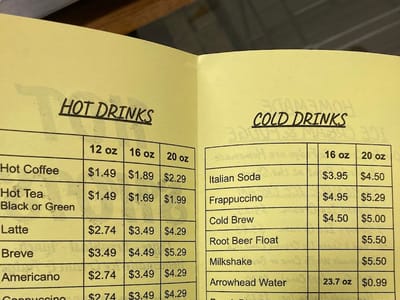 HOT DRINKS
12 oz 16 oz 20 oz
Hot Coffee $1.49 $1.89 $2.29
Hot Tea
Black or Green $1.49 $1.69 $1.99
Latte $2.74 $3.49 $4.29
Breve $3.49 $4.49 $5.29
Americano $2.74 $3.49 $4.29
Cappuccino $2.74 $3.49 $4.29
COLD DRINKS
16 oz 20 oz
Italian Soda $3.95 $4.50
Frappuccino $4.95 $5.29
Cold Brew $4.50 $5.00
Root Beer Float $5.50
Milkshake $5.50
Arrowhead Water 23.7 oz $0.99